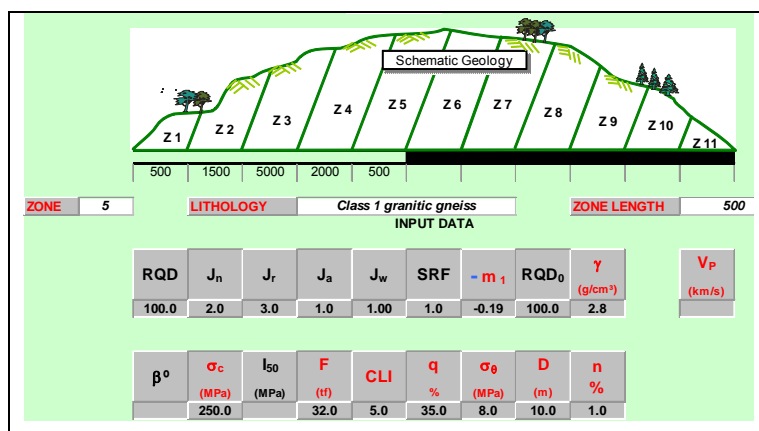 Schematic Geology
Z 1 Z 2 Z 3 Z 4 Z 5 Z 6 Z 7 Z 8 Z 9 Z 10 Z 11
500 1500 5000 2000 500
ZONE 5 LITHOLOGY Class 1 granitic gneiss ZONE LENGTH 500
INPUT DATA
RQD Jn Jr Ja Jw SRF - m 1 RQD0 γ (g/cm³) VP (km/s)
100.0 2.0 3.0 1.0 1.00 1.0 -0.19 100.0 2.8
βº σc (MPa) I50 (MPa) F (tf) CLI q % σθ (MPa) D (m) n %
250.0 32.0 5.0 35.0 8.0 10.0 1.0